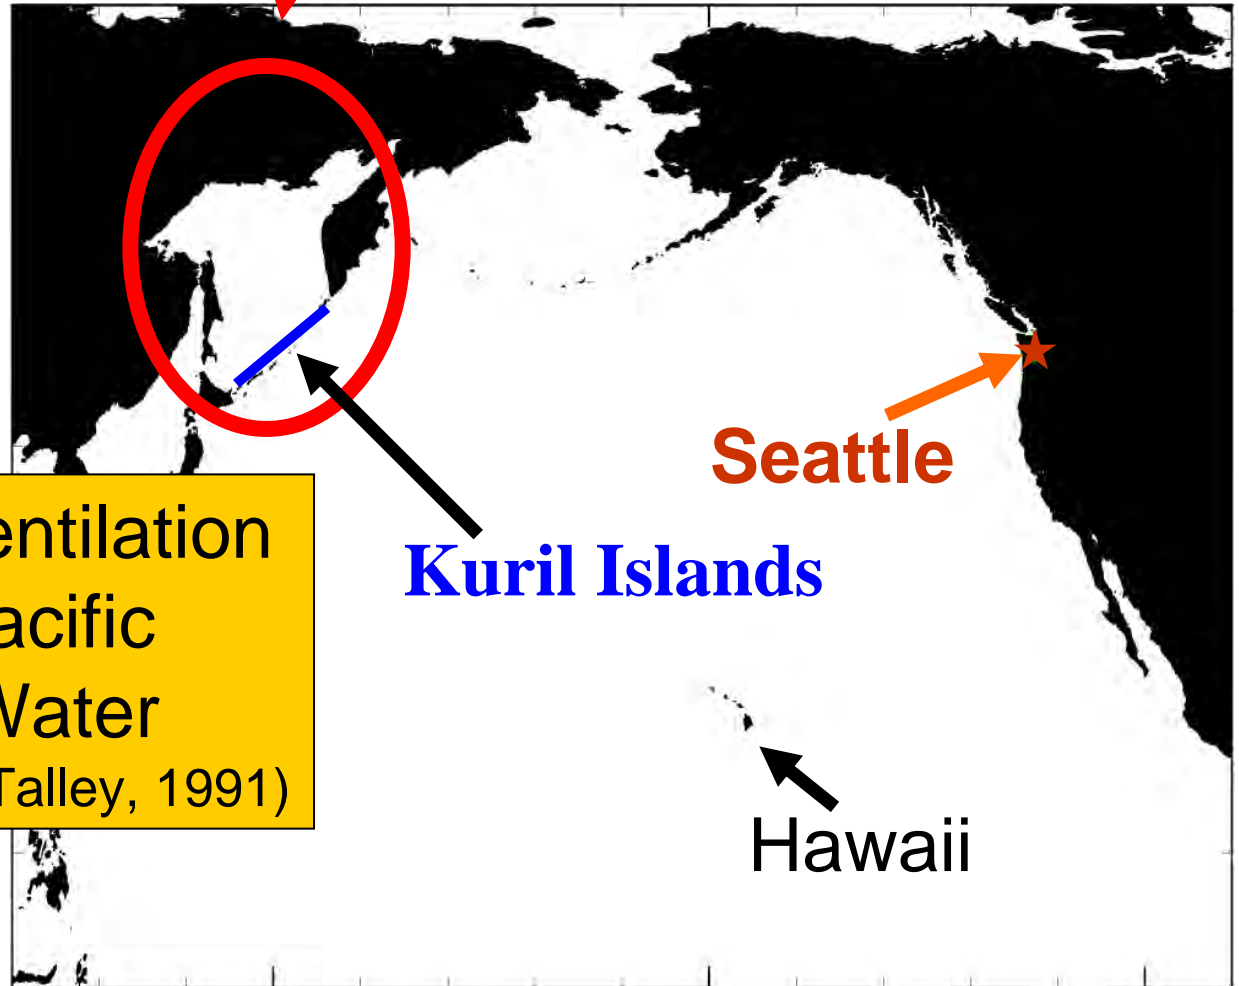 Seattle
Kuril Islands
entilation
acific
Water
Talley, 1991)
Hawaii